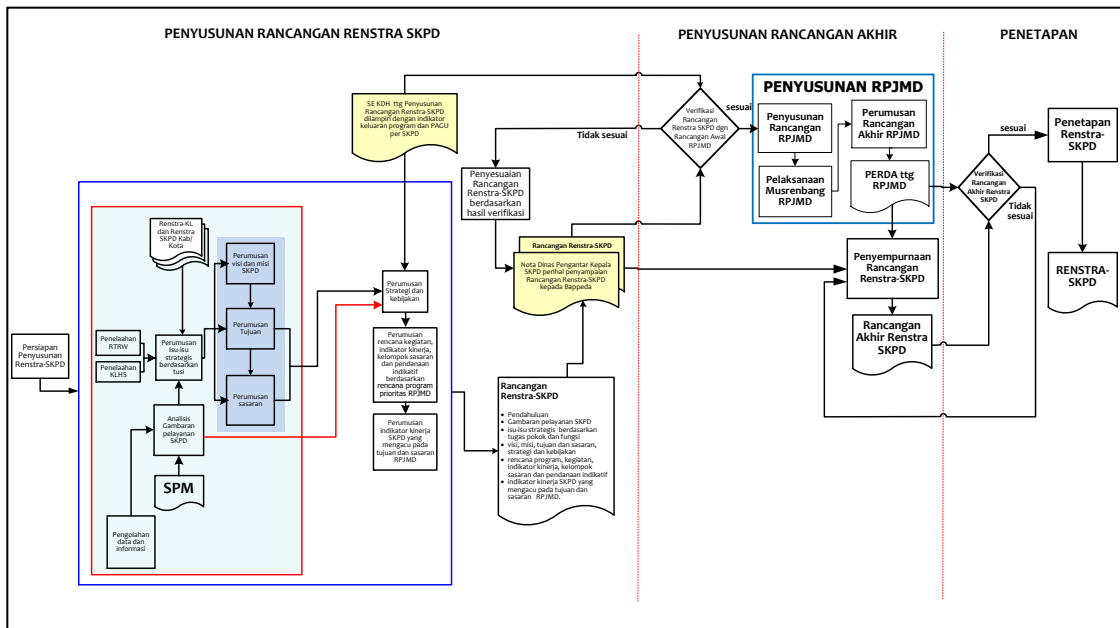 PENYUSUNAN RANCANGAN RENSTRA SKPD
PENYUSUNAN RANCANGAN AKHIR
PENETAPAN
SE KDH ttg Penyusunan
Rancangan Renstra-SKPD
dilampiri dengan indikator
keluaran program dan PAGU
per SKPD
Tidak sesuai
Verifikasi
Rancangan
Renstra SKPD dgn
Rancangan Awal
RPJMD
sesuai
PENYUSUNAN RPJMD
Penyusunan
Rancangan
RPJMD
Perumusan
Rancangan
Akhir RPJMD
Pelaksanaan
Musrenbang
RPJMD
PERDA ttg
RPJMD
sesuai
Penetapan
Renstra-
SKPD
Verifikasi
Rancangan
Akhir Renstra
SKPD
Tidak
sesuai
Penyesuaian
Rancangan
Renstra-SKPD
berdasarkan
hasil verifikasi
Renstra-KL
dan Renstra
SKPD Kab/
Kota
Perumusan
visi dan misi
SKPD
Rancangan Renstra-SKPD
Nota Dinas Pengantar Kepala
SKPD perihal penyampaian
Rancangan Renstra-SKPD
kepada Bappeda
Penyempurnaan
Rancangan
Renstra-SKPD
RENSTRA-
SKPD
Perumusan
Strategi dan
kebijakan
Persiapan
Penyusunan
Renstra-SKPD
Penelaahan
RTRW
Penelaahan
KLHS
Perumusan
Isu-isu
strategis
berdasarkan
tusi
Perumusan
Tujuan
Perumusan
rencana kegiatan,
indikator kinerja,
kelompok sasaran
dan pendanaan
indikatif
berdasarkan
rencana program
prioritas RPJMD
Rancangan
Akhir Renstra
SKPD
Perumusan
sasaran
Rancangan
Renstra-SKPD
• Pendahuluan
• Gambaran pelayanan SKPD
• isu-isu strategis berdasarkan
tugas pokok dan fungsi
• visi, misi, tujuan dan sasaran,
strategi dan kebijakan
• rencana program, kegiatan,
indikator kinerja, kelompok
sasaran dan pendanaan indikatif
• indikator kinerja SKPD yang
mengacu pada tujuan dan
sasaran RPJMD.
Analisis
Gambaran
pelayanan
SKPD
Perumusan
indikator kinerja
SKPD yang
mengacu pada
tujuan dan sasaran
RPJMD
SPM
Pengolahan
data dan
informasi